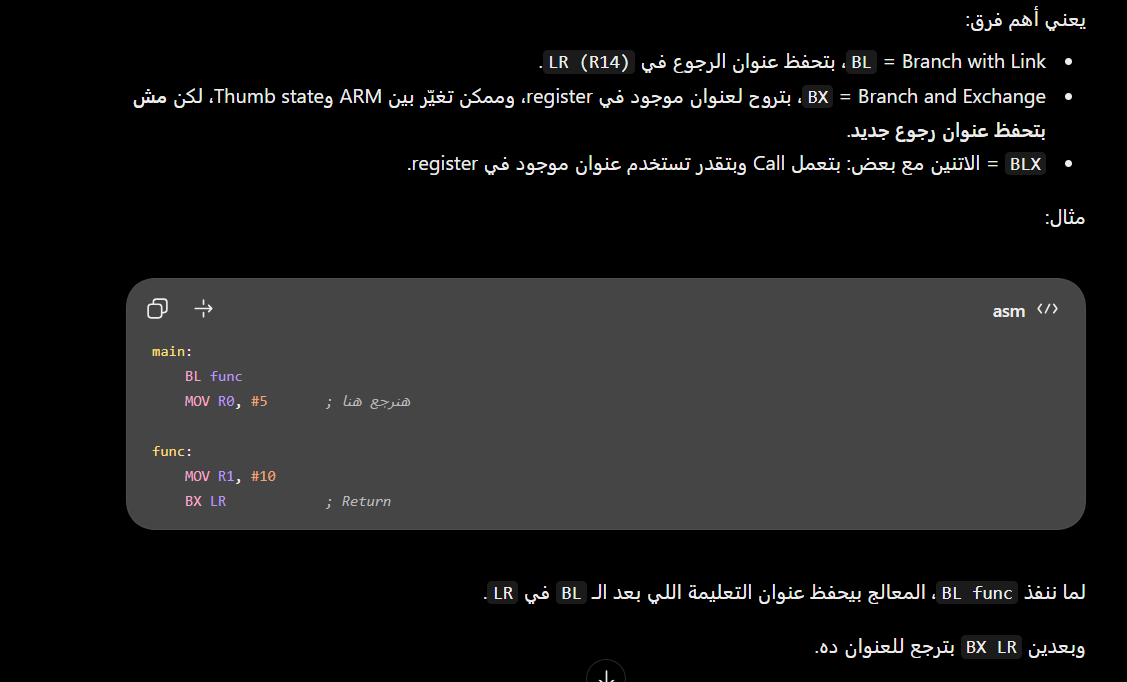 يعني أهم فرق:
BL = Branch with Link، بتحفظ عنوان الرجوع في LR (R14).
BX = Branch and Exchange، بتروح لعنوان موجود في register، وممكن تغيّر بين ARM وThumb state، لكن مش
بتحفظ عنوان رجوع جديد.
BLX = الاتنين مع بعض: بتعمل Call وبتقدر تستخدم عنوان موجود في register.
مثال:
asm
main:
BL func
MOV R0, #5 ; هنرجع هنا
func:
MOV R1, #10
BX LR ; Return
لما ننفذ BL func، المعالج بيحفظ عنوان التعليمة اللي بعد الـ BL في LR.
وبعدين BX LR بترجع للعنوان ده.